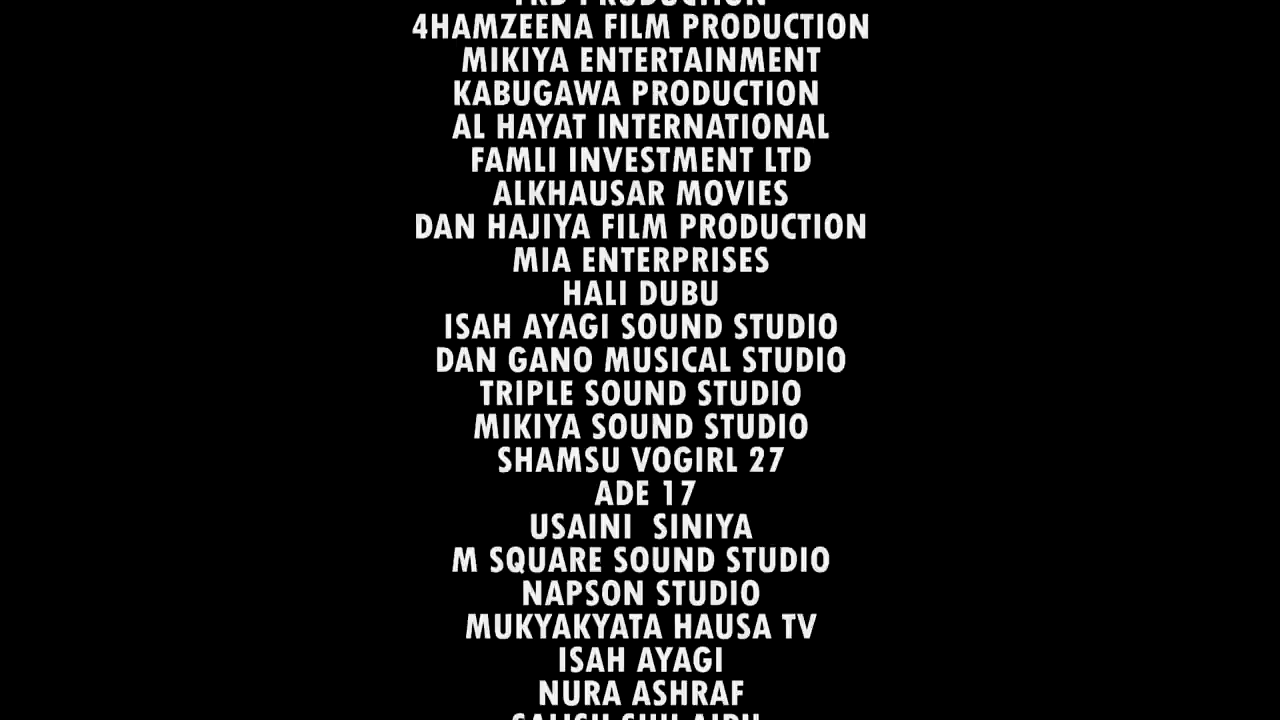 PRODUCTION
4HAMZEENA FILM PRODUCTION
MIKIYA ENTERTAINMENT
KABUGAWA PRODUCTION
AL HAYAT INTERNATIONAL
FAMLI INVESTMENT LTD
ALKHAUSAR MOVIES
DAN HAJIYA FILM PRODUCTION
MIA ENTERPRISES
HALI DUBU
ISAH AYAGI SOUND STUDIO
DAN GANO MUSICAL STUDIO
TRIPLE SOUND STUDIO
MIKIYA SOUND STUDIO
SHAMSU VOGIRL 27
ADE 17
USAINI  SINIYA
M SQUARE SOUND STUDIO
NAPSON STUDIO
MUKYAKYATA HAUSA TV
ISAH AYAGI
NURA ASHRAF